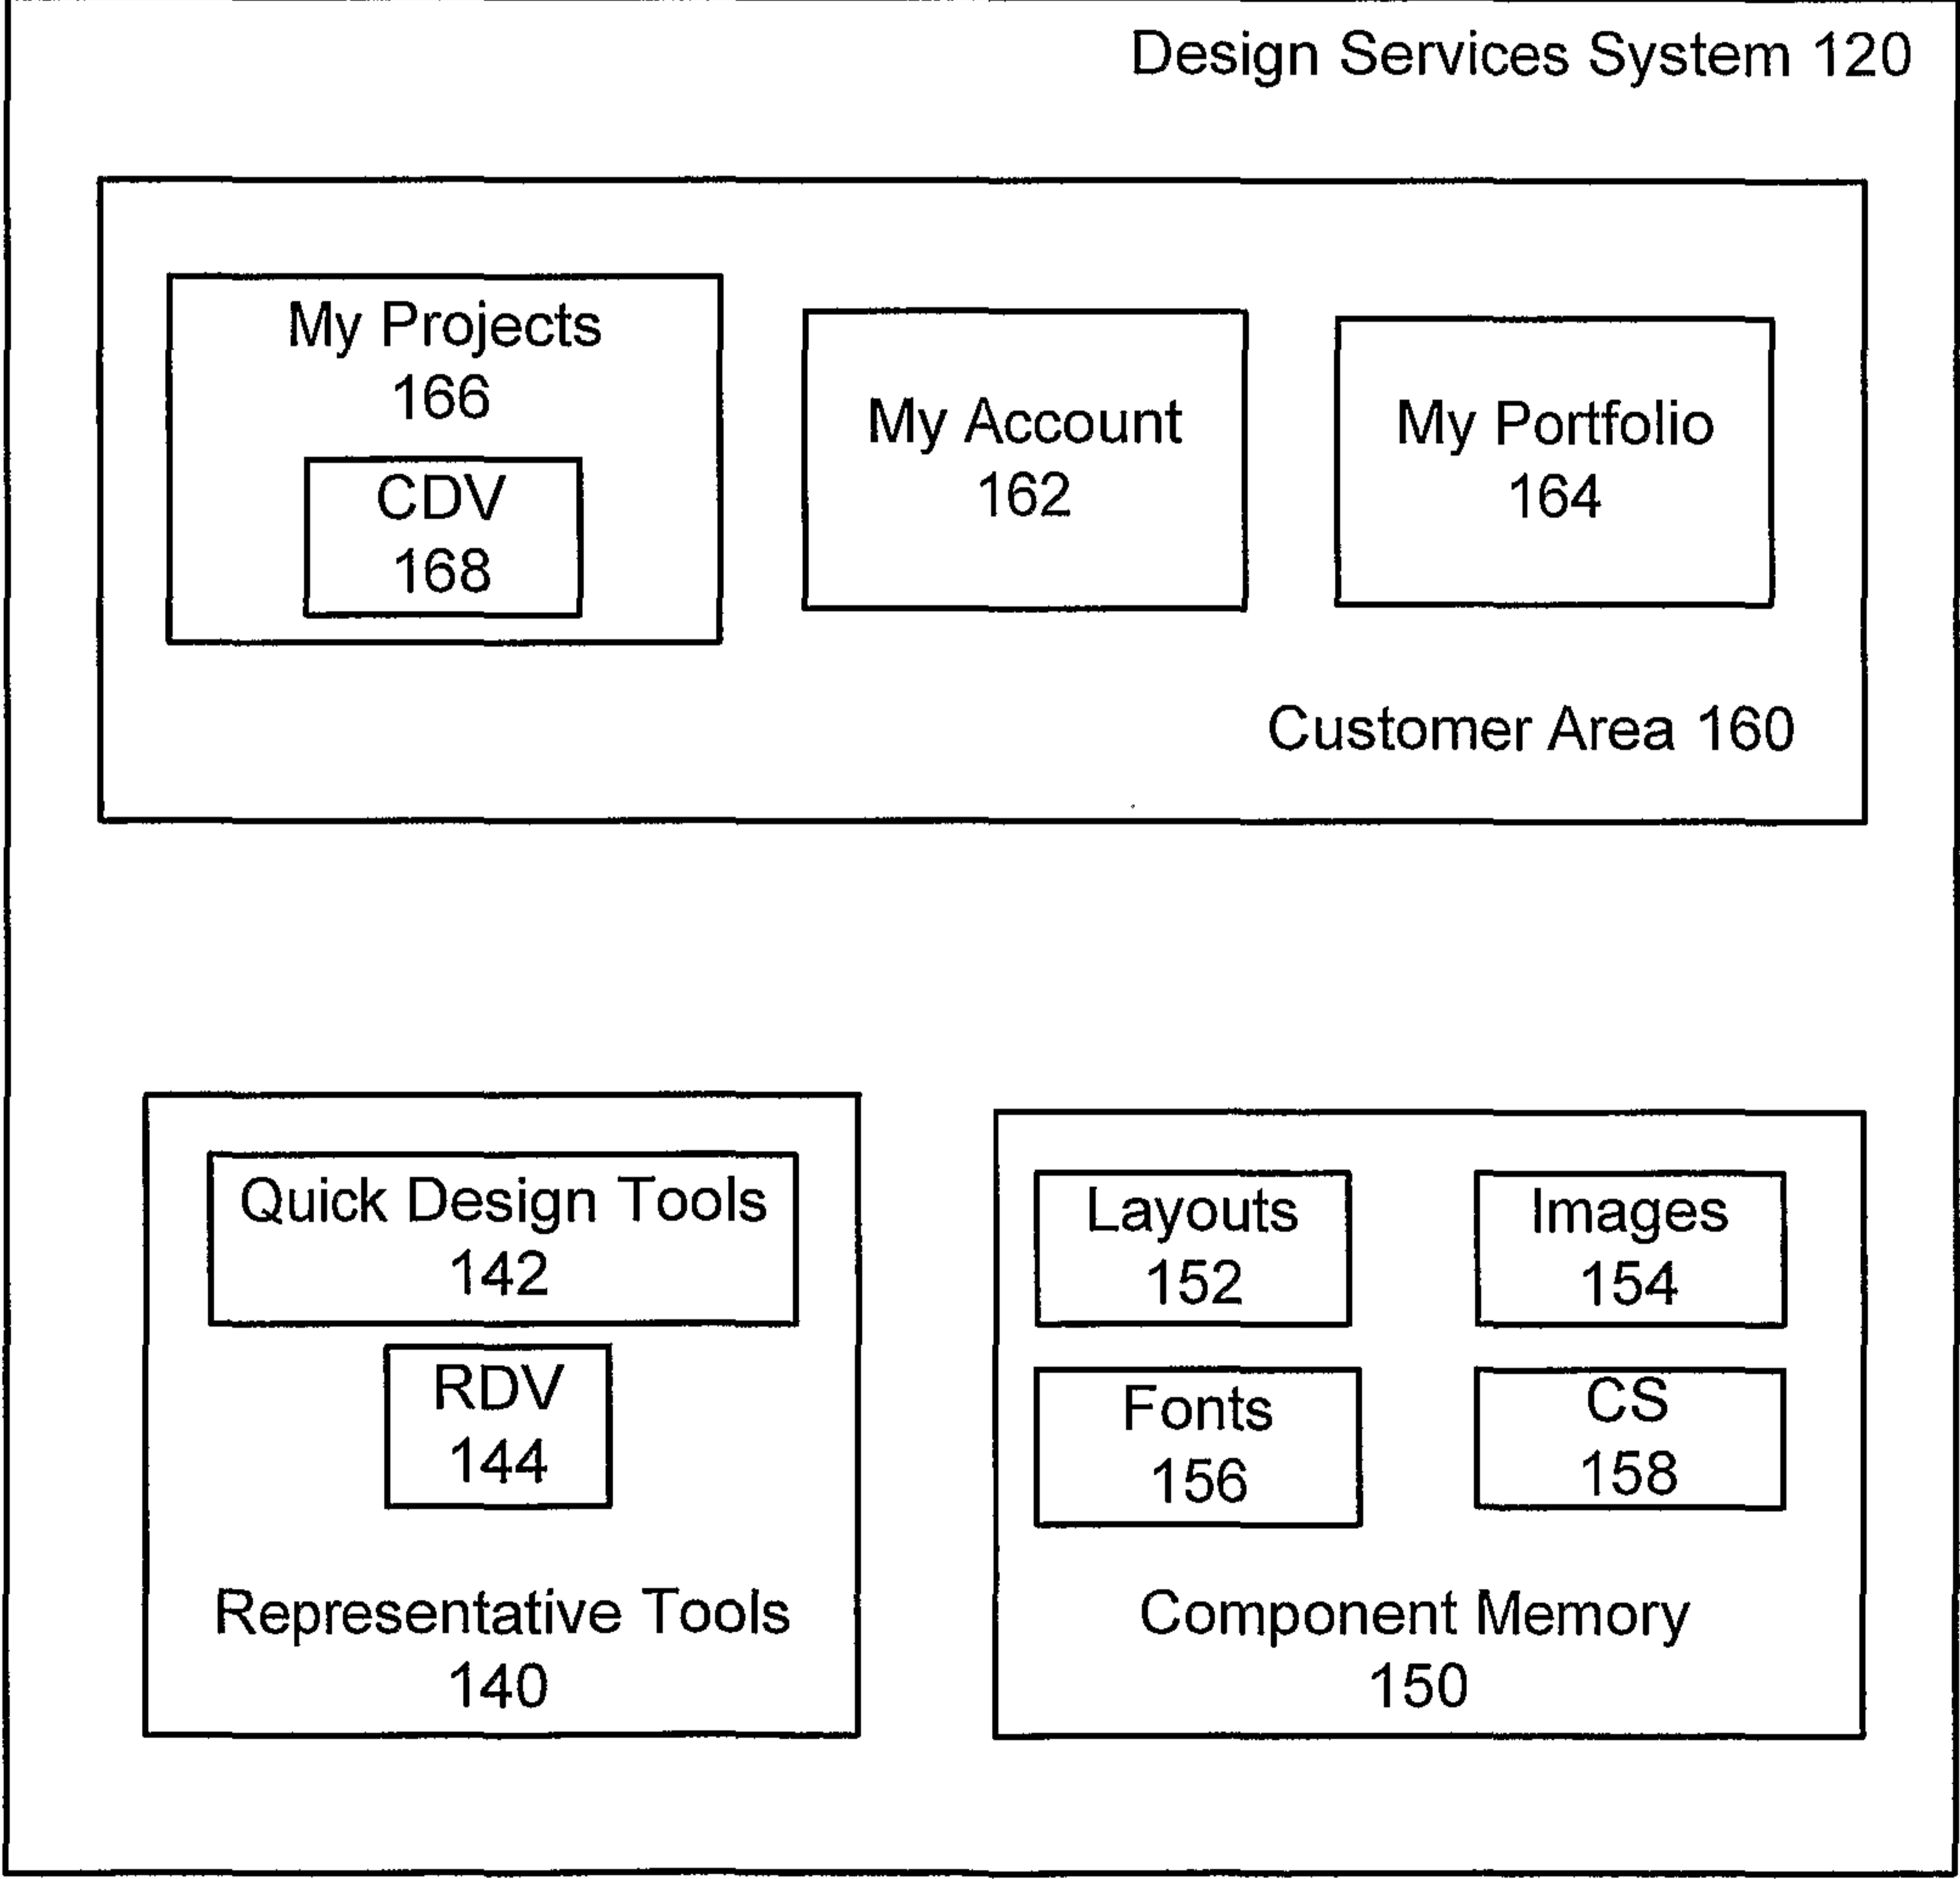 Design Services System 120
My Projects
166
CDV
168
My Account
162
My Portfolio
164
Customer Area 160
Quick Design Tools
142
RDV
144
Representative Tools
140
Layouts
152
Images
154
Fonts
156
CS
158
Component Memory
150